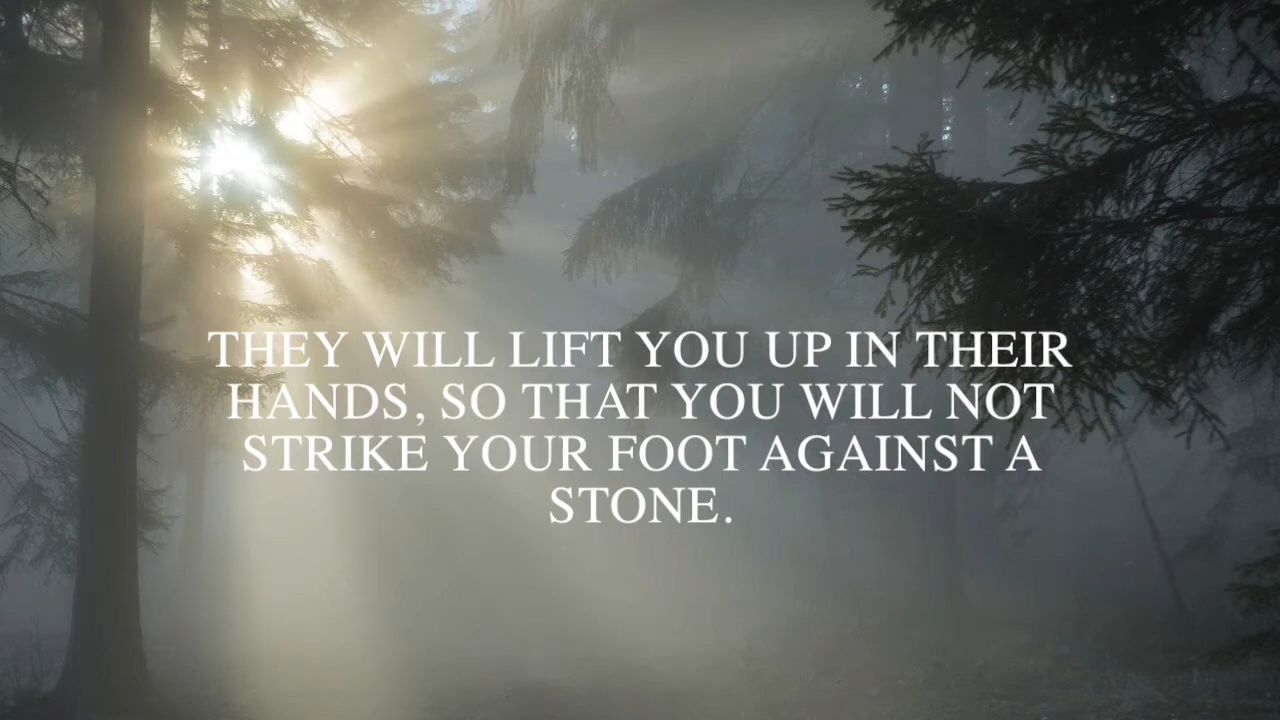 THEY WILL LIFT YOU UP IN THEIR
HANDS, SO THAT YOU WILL NOT
STRIKE YOUR FOOT AGAINST A
STONE.